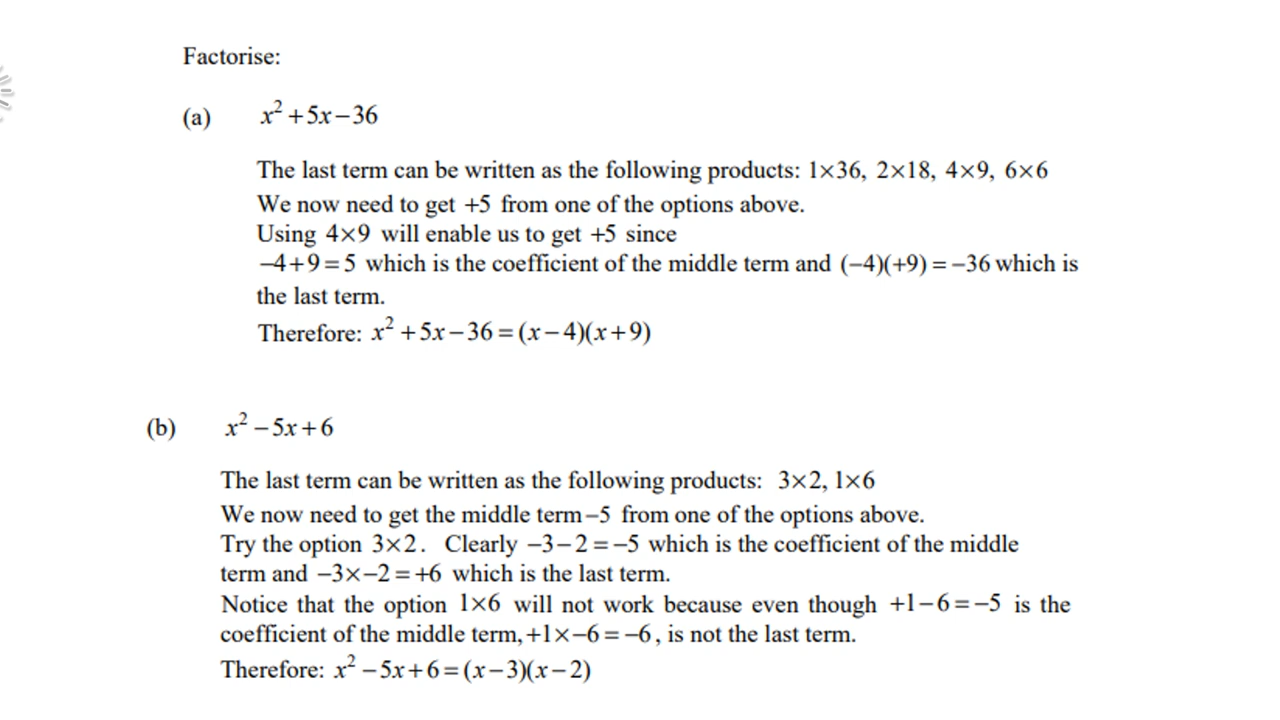 Factorise:
(a) x² + 5x − 36
The last term can be written as the following products: 1×36, 2×18, 4×9, 6×6
We now need to get +5 from one of the options above.
Using 4×9 will enable us to get +5 since
−4+9=5 which is the coefficient of the middle term and (−4)(+9) = −36 which is
the last term.
Therefore: x² + 5x − 36 = (x − 4)(x + 9)
(b) x² − 5x + 6
The last term can be written as the following products: 3×2, 1×6
We now need to get the middle term −5 from one of the options above.
Try the option 3×2. Clearly −3−2 = −5 which is the coefficient of the middle
term and −3×−2 = +6 which is the last term.
Notice that the option 1×6 will not work because even though +1−6 = −5 is the
coefficient of the middle term, +1×−6 = −6, is not the last term.
Therefore: x² − 5x + 6 = (x − 3)(x − 2)